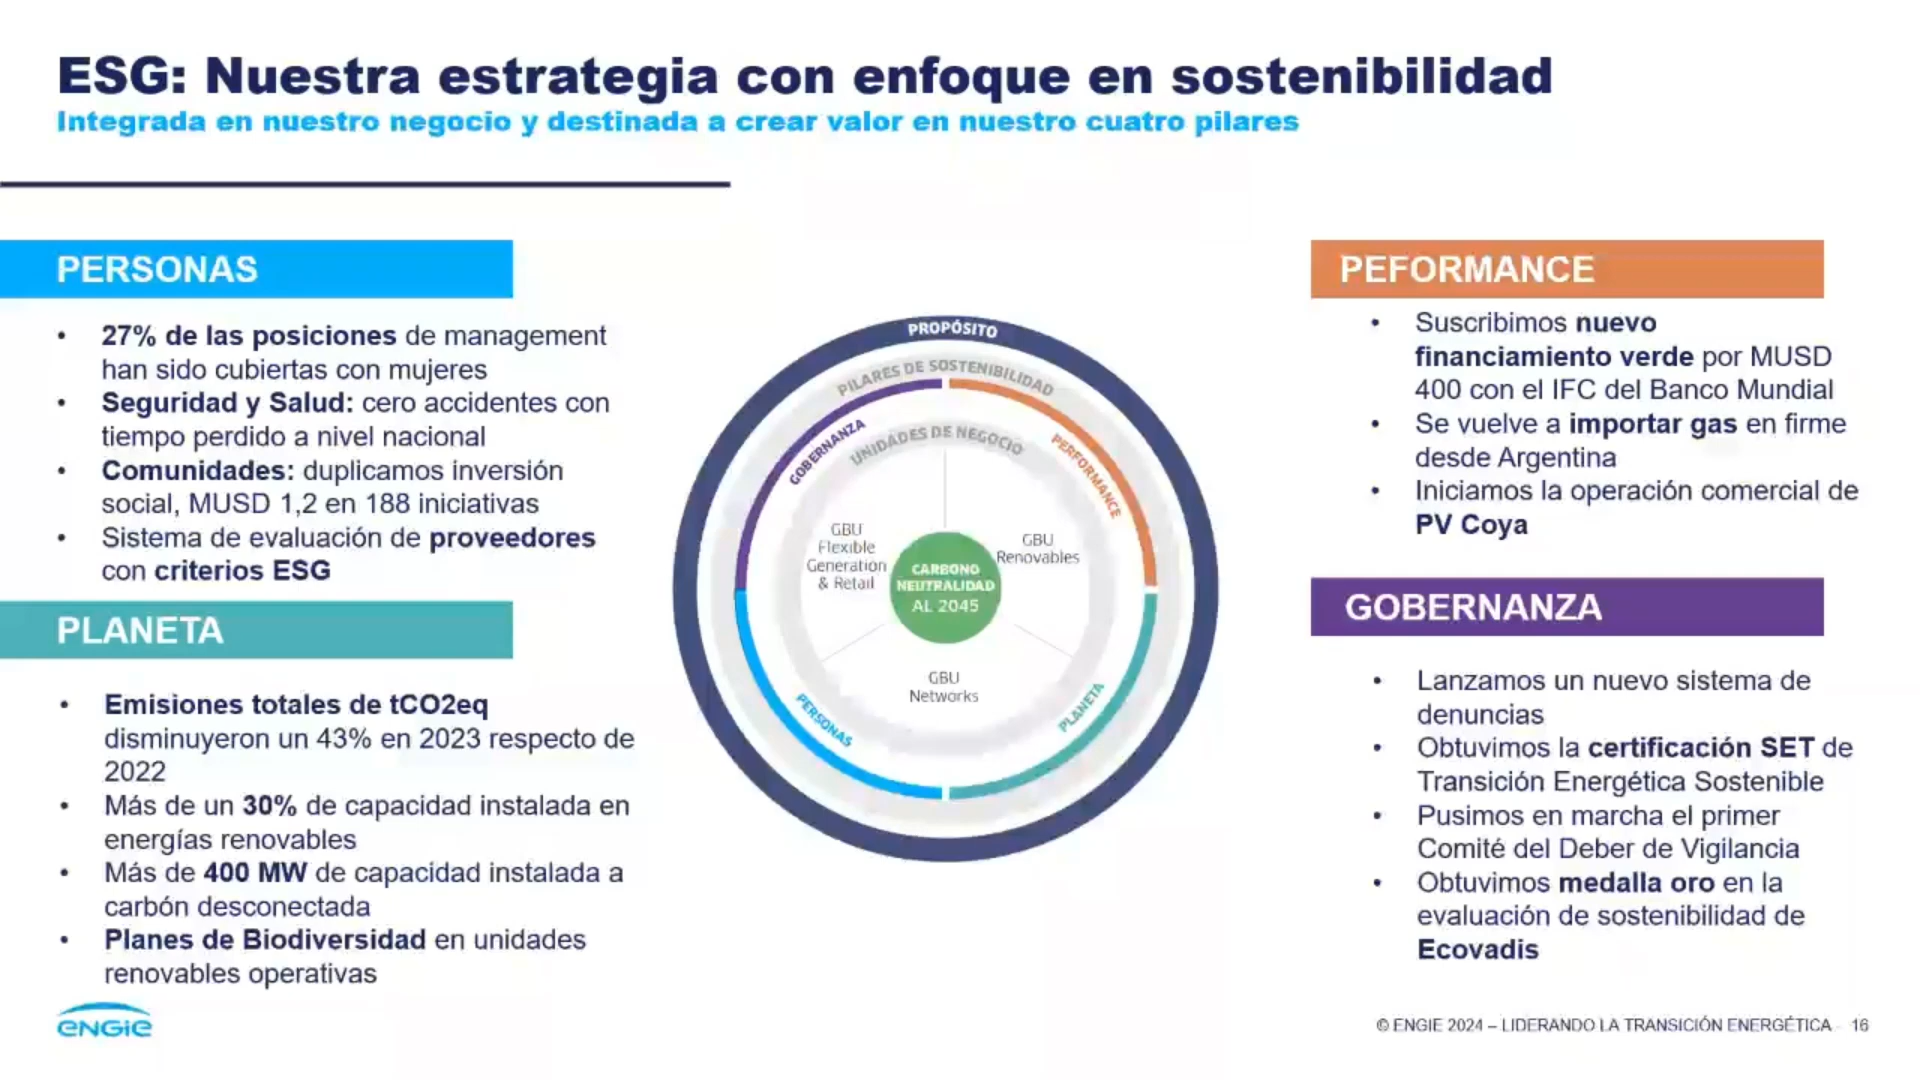 ESG: Nuestra estrategia con enfoque en sostenibilidad
Integrada en nuestro negocio y destinada a crear valor en nuestro cuatro pilares
PERSONAS
• 27% de las posiciones de management
han sido cubiertas con mujeres
• Seguridad y Salud: cero accidentes con
tiempo perdido a nivel nacional
• Comunidades: duplicamos inversión
social, MUSD 1,2 en 188 iniciativas
• Sistema de evaluación de proveedores
con criterios ESG
PLANETA
• Emisiones totales de tCO2eq
disminuyeron un 43% en 2023 respecto de
2022
• Más de un 30% de capacidad instalada en
energías renovables
• Más de 400 MW de capacidad instalada a
carbón desconectada
• Planes de Biodiversidad en unidades
renovables operativas
PROPÓSITO
PILARES DE SOSTENIBILIDAD
GOBERNANZA
UNIDADES DE NEGOCIO
PERFORMANCE
GBU
Flexible
Generation
& Retail
GBU
Renovables
CARBONO
NEUTRALIDAD
AL 2045
GBU
Networks
PERSONAS
PLANETA
PEFORMANCE
• Suscribimos nuevo
financiamiento verde por MUSD
400 con el IFC del Banco Mundial
• Se vuelve a importar gas en firme
desde Argentina
• Iniciamos la operación comercial de
PV Coya
GOBERNANZA
• Lanzamos un nuevo sistema de
denuncias
• Obtuvimos la certificación SET de
Transición Energética Sostenible
• Pusimos en marcha el primer
Comité del Deber de Vigilancia
• Obtuvimos medalla oro en la
evaluación de sostenibilidad de
Ecovadis
ENGIE
© ENGIE 2024 – LIDERANDO LA TRANSICIÓN ENERGÉTICA 16